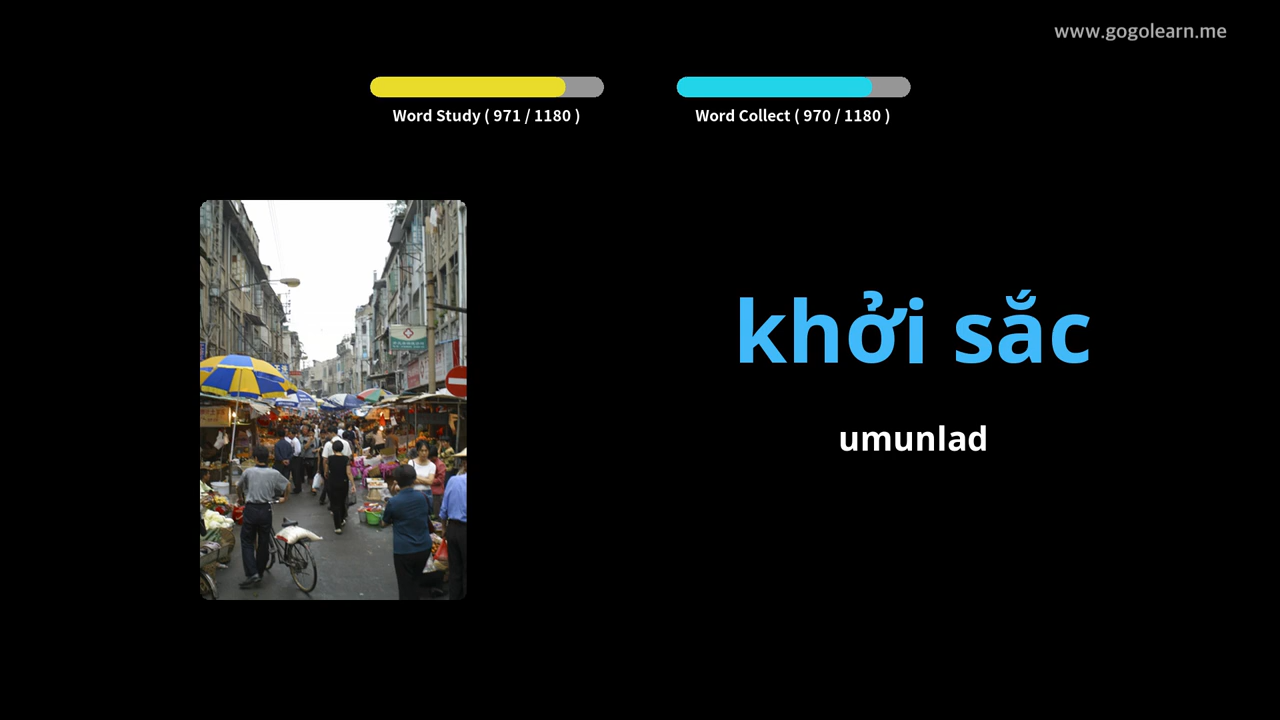 www.gogolearn.me
Word Study ( 971 / 1180 )
Word Collect ( 970 / 1180 )
khởi sắc
umunlad